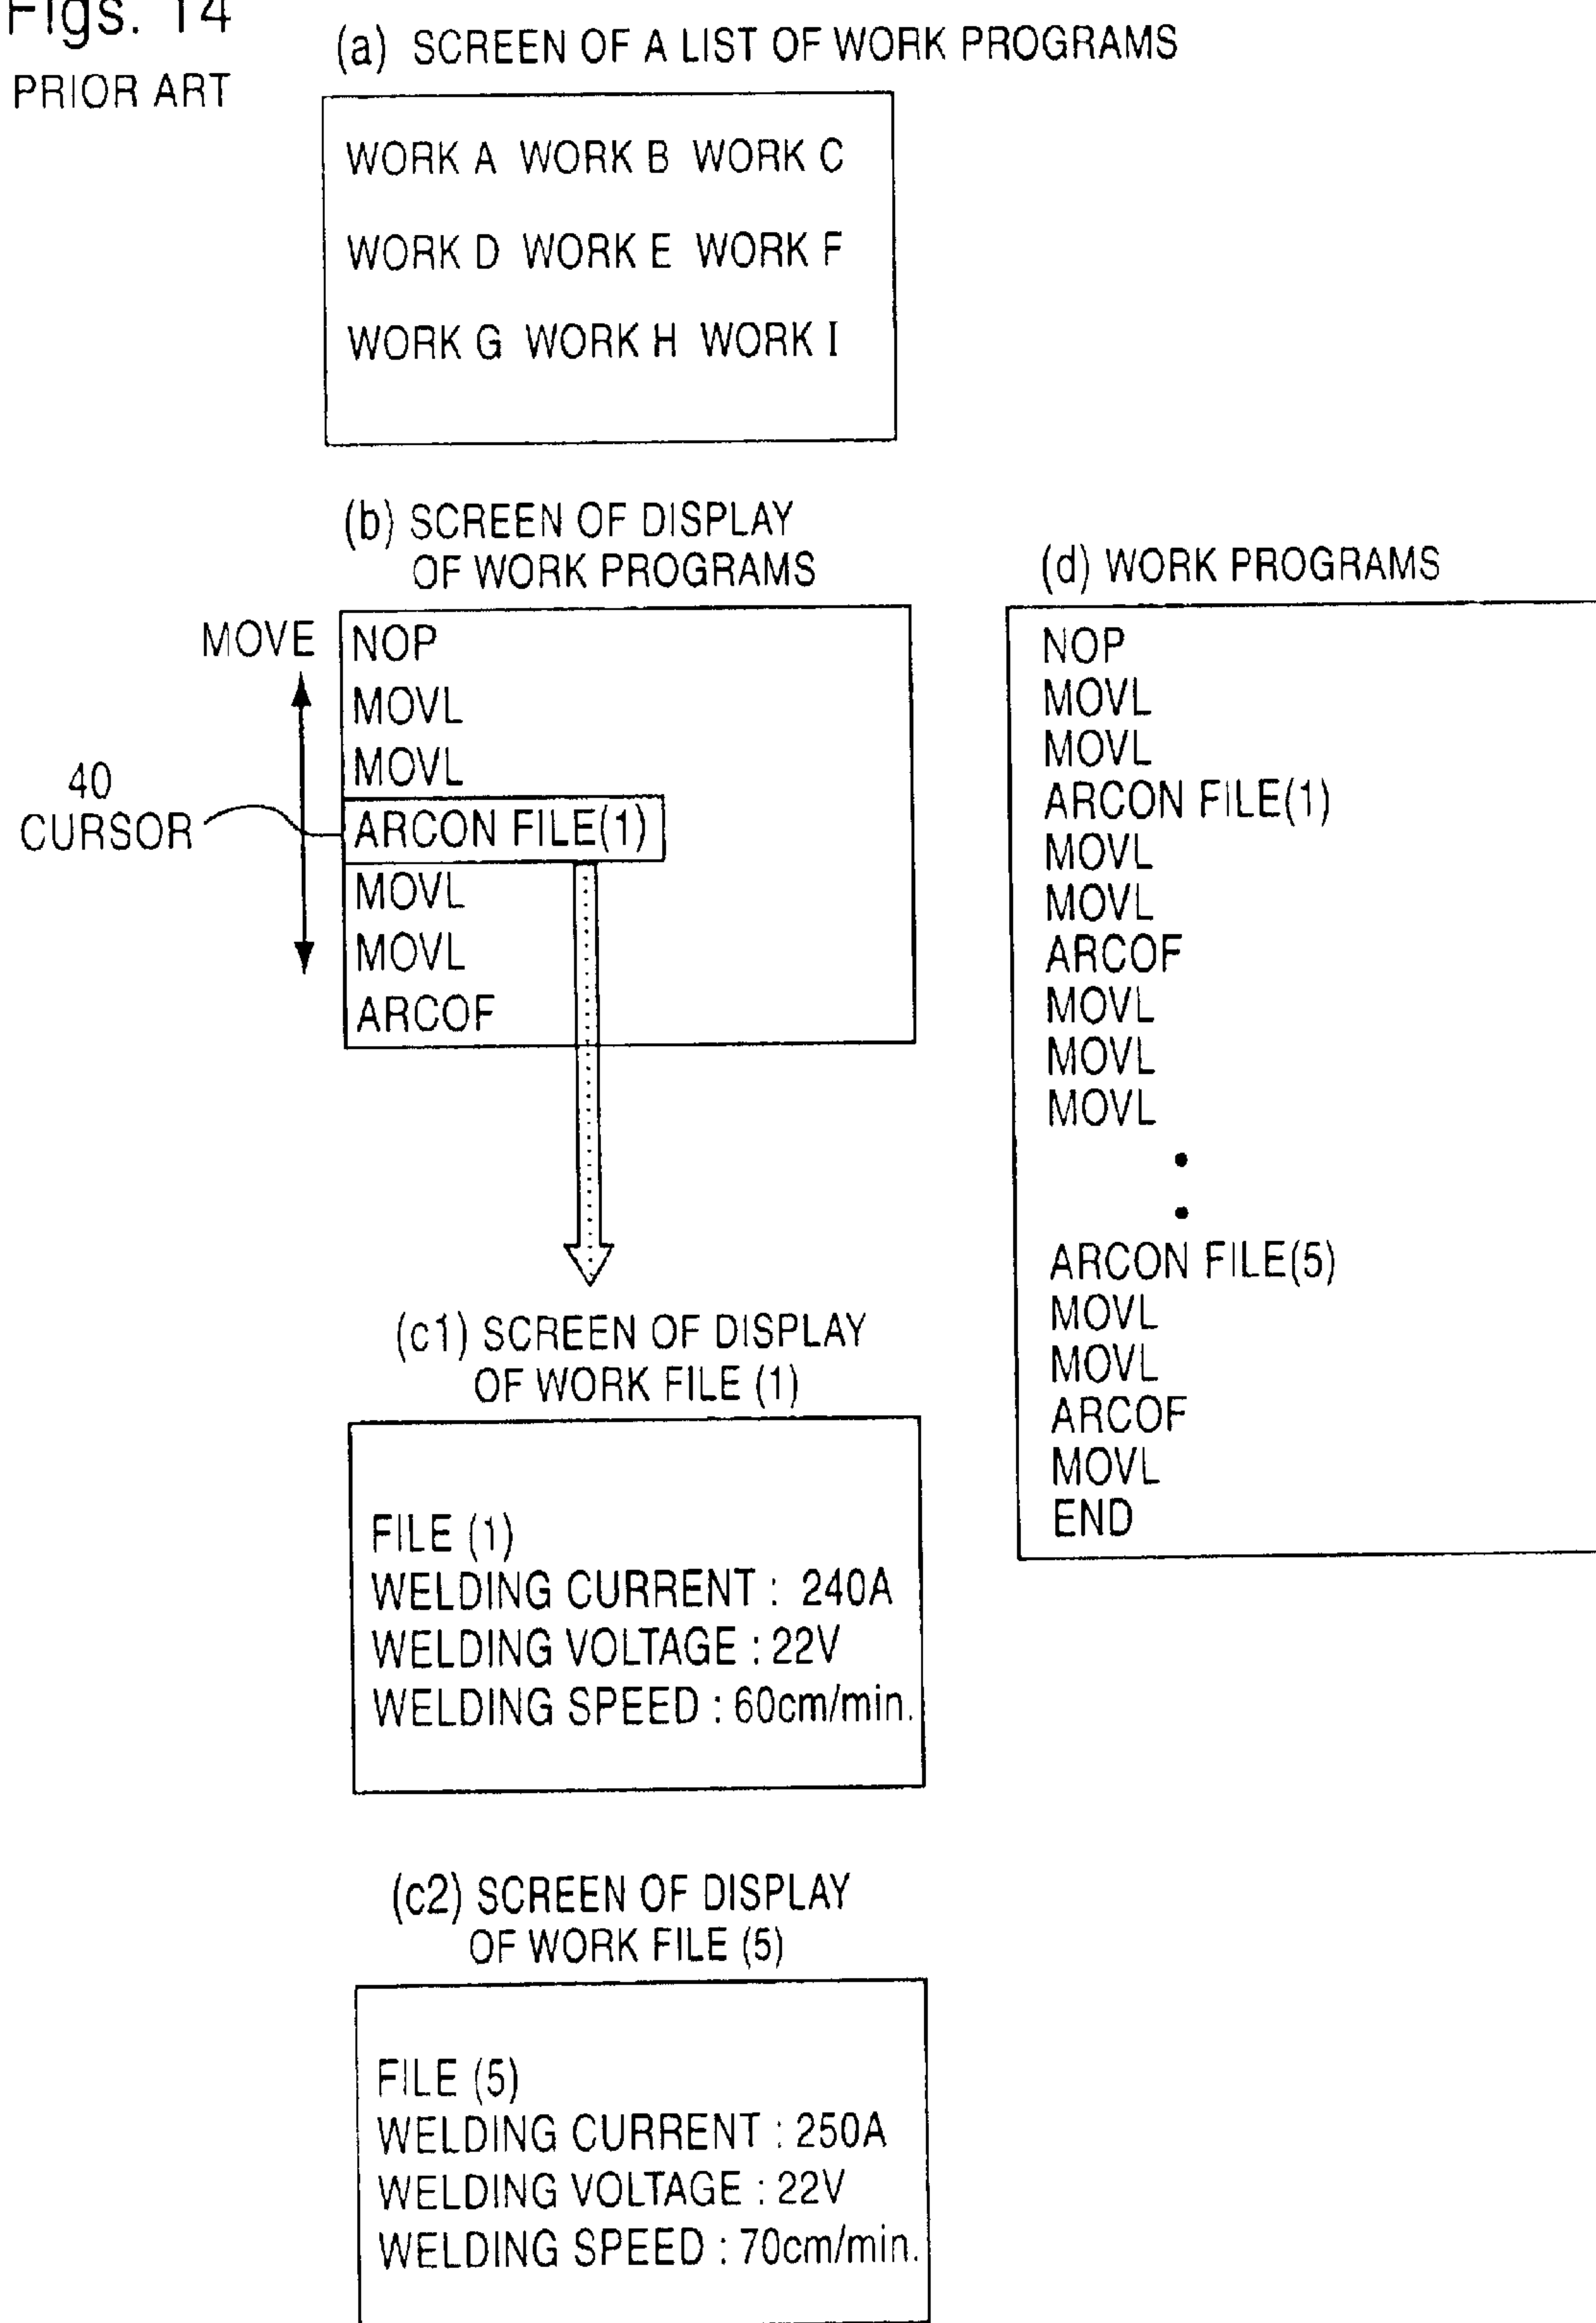 Figs. 14
PRIOR ART
(a) SCREEN OF A LIST OF WORK PROGRAMS
WORK A WORK B WORK C
WORK D WORK E WORK F
WORK G WORK H WORK I
(b) SCREEN OF DISPLAY
OF WORK PROGRAMS
MOVE
40
CURSOR
NOP
MOVL
MOVL
ARCON FILE(1)
MOVL
MOVL
ARCOF
(d) WORK PROGRAMS
NOP
MOVL
MOVL
ARCON FILE(1)
MOVL
MOVL
ARCOF
MOVL
MOVL
MOVL
•
•
ARCON FILE(5)
MOVL
MOVL
ARCOF
MOVL
END
(c1) SCREEN OF DISPLAY
OF WORK FILE (1)
FILE (1)
WELDING CURRENT : 240A
WELDING VOLTAGE : 22V
WELDING SPEED : 60cm/min.
(c2) SCREEN OF DISPLAY
OF WORK FILE (5)
FILE (5)
WELDING CURRENT : 250A
WELDING VOLTAGE : 22V
WELDING SPEED : 70cm/min.